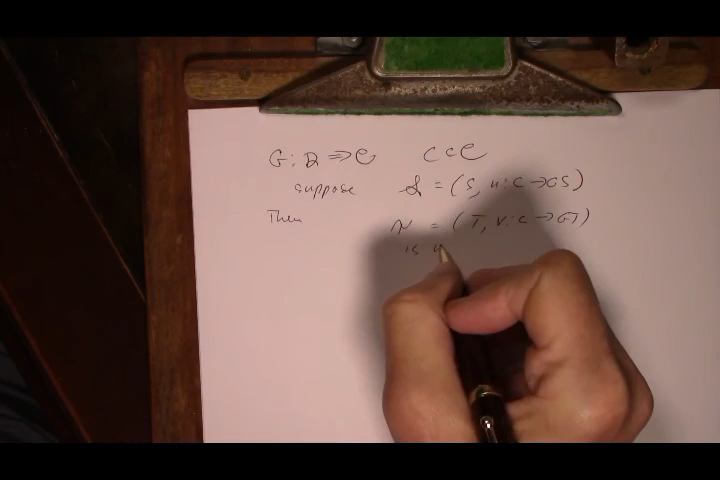 G : D ⇒ C   C ∈ C
suppose S = (S, u : C → GS)
Then N = (T, v : C → GT)
is u